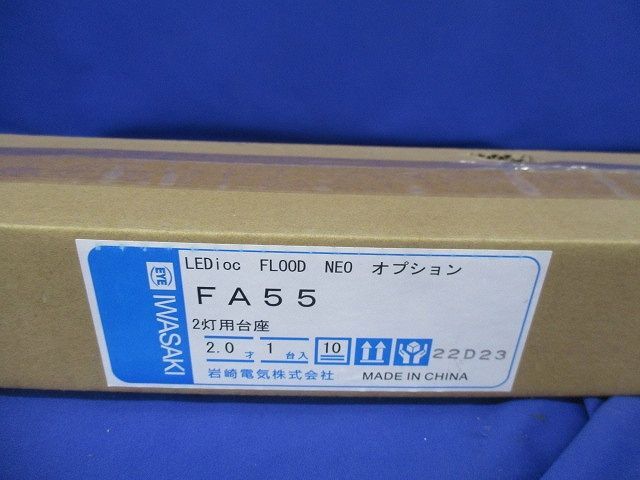 LEDioc FLOOD NEO オプション
FA55
2灯用台座
2.0才 1台入 10 22D23
岩崎電気株式会社 MADE IN CHINA
EYE IWASAKI